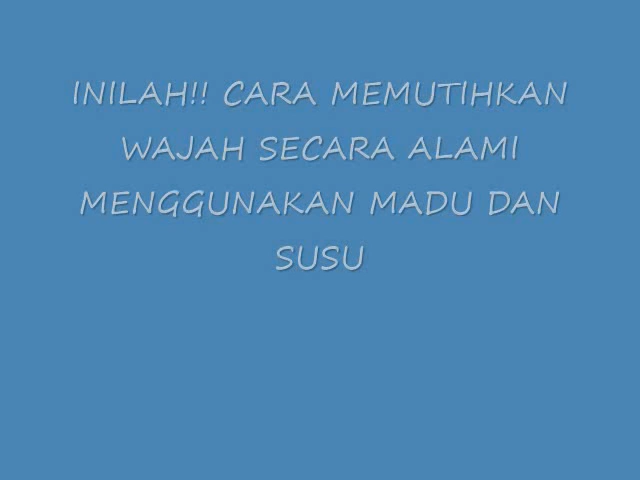 INILAH!! CARA MEMUTIHKAN
WAJAH SECARA ALAMI
MENGGUNAKAN MADU DAN
SUSU